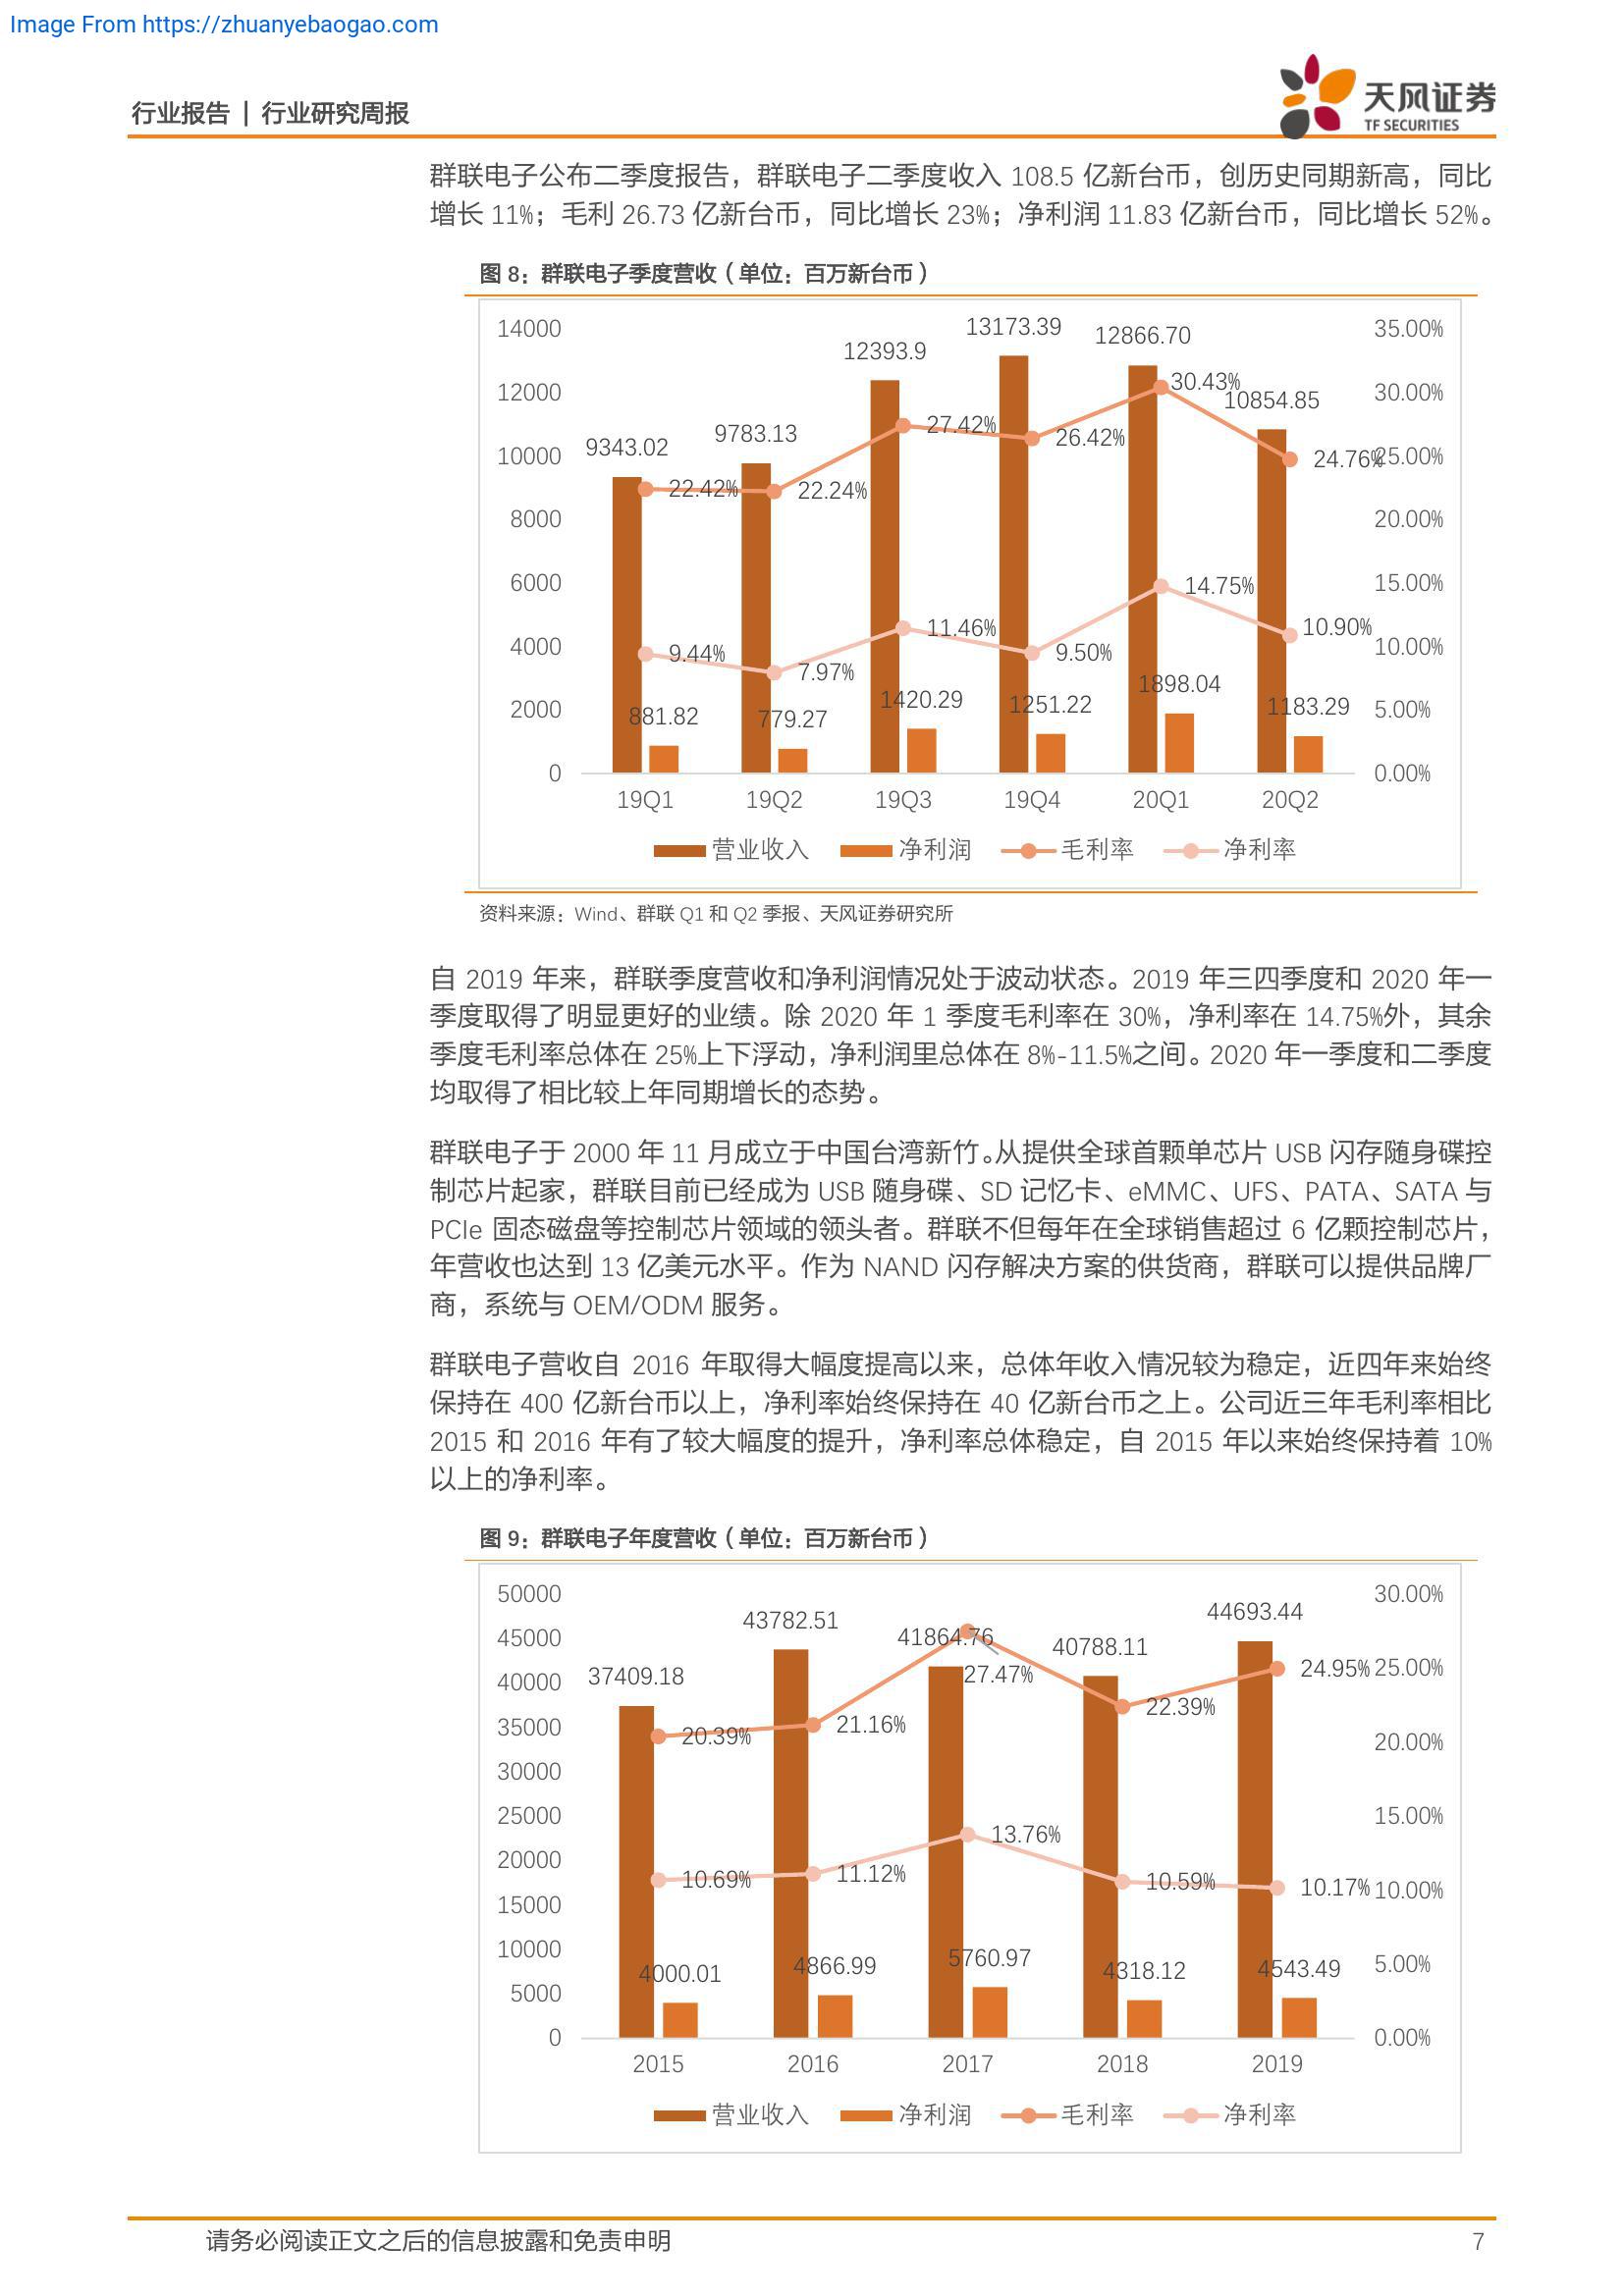 Image From https://zhuanyebaogao.com
行业报告 | 行业研究周报
天风证券
TF SECURITIES
群联电子公布二季度报告，群联电子二季度收入 108.5 亿新台币，创历史同期新高，同比
增长 11%；毛利 26.73 亿新台币，同比增长 23%；净利润 11.83 亿新台币，同比增长 52%。
图 8：群联电子季度营收（单位：百万新台币）
14000
12000
10000
8000
6000
4000
2000
0
35.00%
30.00%
25.00%
20.00%
15.00%
10.00%
5.00%
0.00%
9343.02
9783.13
12393.9
13173.39
12866.70
10854.85
22.42%
22.24%
27.42%
26.42%
30.43%
24.76%
9.44%
7.97%
11.46%
9.50%
14.75%
10.90%
881.82
779.27
1420.29
1251.22
1898.04
1183.29
19Q1 19Q2 19Q3 19Q4 20Q1 20Q2
营业收入 净利润 毛利率 净利率
资料来源：Wind、群联 Q1 和 Q2 季报、天风证券研究所
自 2019 年来，群联季度营收和净利润情况处于波动状态。2019 年三四季度和 2020 年一
季度取得了明显更好的业绩。除 2020 年 1 季度毛利率在 30%，净利率在 14.75%外，其余
季度毛利率总体在 25%上下浮动，净利润里总体在 8%-11.5%之间。2020 年一季度和二季度
均取得了相比较上年同期增长的态势。
群联电子于 2000 年 11 月成立于中国台湾新竹。从提供全球首颗单芯片 USB 闪存随身碟控
制芯片起家，群联目前已经成为 USB 随身碟、SD 记忆卡、eMMC、UFS、PATA、SATA 与
PCIe 固态磁盘等控制芯片领域的领头者。群联不但每年在全球销售超过 6 亿颗控制芯片，
年营收也达到 13 亿美元水平。作为 NAND 闪存解决方案的供货商，群联可以提供品牌厂
商，系统与 OEM/ODM 服务。
群联电子营收自 2016 年取得大幅度提高以来，总体年收入情况较为稳定，近四年来始终
保持在 400 亿新台币以上，净利率始终保持在 40 亿新台币之上。公司近三年毛利率相比
2015 和 2016 年有了较大幅度的提升，净利率总体稳定，自 2015 年以来始终保持着 10%
以上的净利率。
图 9：群联电子年度营收（单位：百万新台币）
50000
45000
40000
35000
30000
25000
20000
15000
10000
5000
0
30.00%
25.00%
20.00%
15.00%
10.00%
5.00%
0.00%
37409.18
43782.51
41864.76
40788.11
44693.44
20.39%
21.16%
27.47%
22.39%
24.95%
10.69%
11.12%
13.76%
10.59%
10.17%
4000.01
4866.99
5760.97
4318.12
4543.49
2015 2016 2017 2018 2019
营业收入 净利润 毛利率 净利率
请务必阅读正文之后的信息披露和免责申明
7